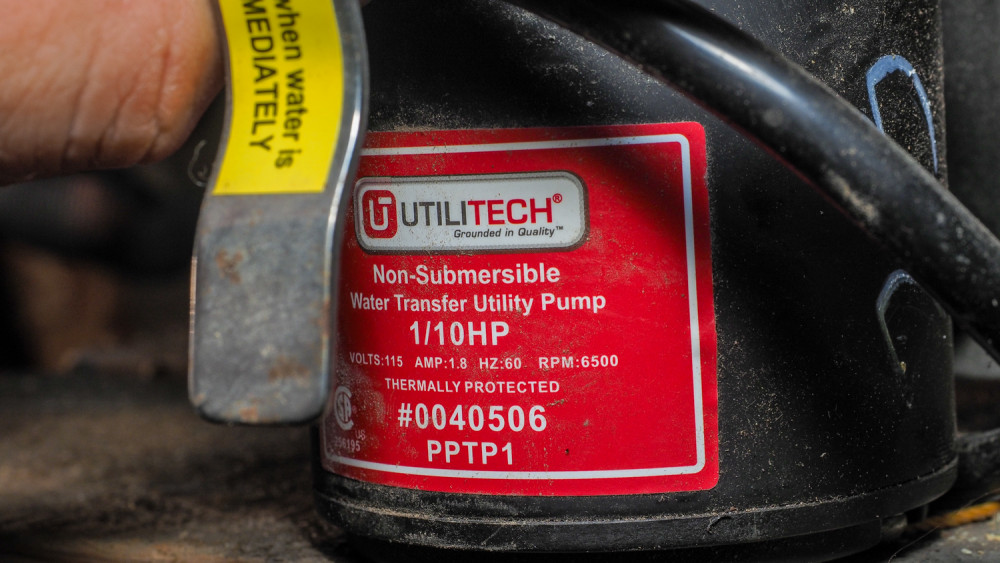 when water is
MEDIATELY
UTILITECH®
Grounded in Quality™
Non-Submersible
Water Transfer Utility Pump
1/10HP
VOLTS:115 AMP:1.8 HZ:60 RPM:6500
THERMALLY PROTECTED
#0040506
PPTP1
US